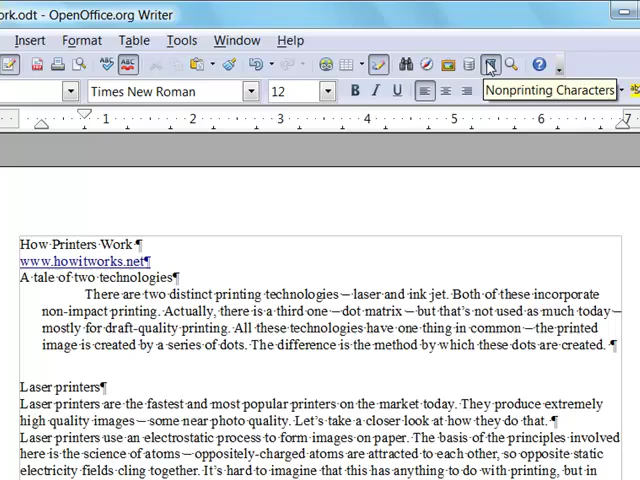 ork.odt - OpenOffice.org Writer
Insert Format Table Tools Window Help
ABC ABC
Times New Roman 12 B I U
Nonprinting Characters
1 2 3 4 5 6 7
How·Printers·Work·¶
www.howitworks.net¶
A·tale·of·two·technologies¶
There·are·two·distinct·printing·technologies·–·laser·and·ink·jet.·Both·of·these·incorporate·
non-impact·printing.·Actually,·there·is·a·third·one·–·dot·matrix·–·but·that's·not·used·as·much·today·–
mostly·for·draft-quality·printing.·All·these·technologies·have·one·thing·in·common·–·the·printed·
image·is·created·by·a·series·of·dots.·The·difference·is·the·method·by·which·these·dots·are·created.·¶
Laser·printers¶
Laser·printers·are·the·fastest·and·most·popular·printers·on·the·market·today.·They·produce·extremely·
high·quality·images·–·some·near·photo·quality.·Let's·take·a·closer·look·at·how·they·do·that.·¶
Laser·printers·use·an·electrostatic·process·to·form·images·on·paper.·The·basis·of·the·principles·involved·
here·is·the·science·of·atoms·–·oppositely-charged·atoms·are·attracted·to·each·other,·so·opposite·static·
electricity·fields·cling·together.·It's·hard·to·imagine·that·this·has·anything·to·do·with·printing,·but·in·